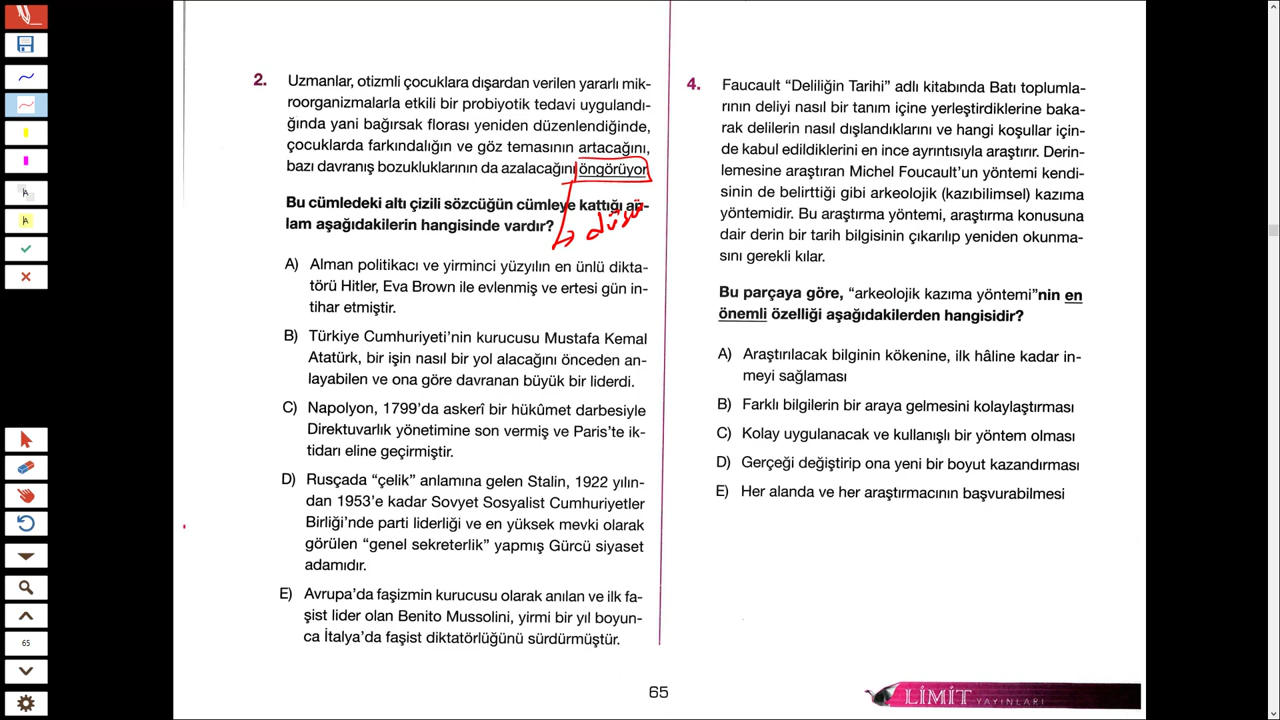 2. Uzmanlar, otizmli çocuklara dışardan verilen yararlı mik-
roorganizmalarla etkili bir probiyotik tedavi uygulandı-
ğında yani bağırsak florası yeniden düzenlendiğinde,
çocuklarda farkındalığın ve göz temasının artacağını,
bazı davranış bozukluklarının da azalacağını öngörüyor.
Bu cümledeki altı çizili sözcüğün cümleye kattığı an-
lam aşağıdakilerin hangisinde vardır?
A) Alman politikacı ve yirminci yüzyılın en ünlü dikta-
törü Hitler, Eva Brown ile evlenmiş ve ertesi gün in-
tihar etmiştir.
B) Türkiye Cumhuriyeti’nin kurucusu Mustafa Kemal
Atatürk, bir işin nasıl bir yol alacağını önceden an-
layabilen ve ona göre davranan büyük bir liderdi.
C) Napolyon, 1799’da askerî bir hükûmet darbesiyle
Direktuvarlık yönetimine son vermiş ve Paris’te ik-
tidarı eline geçirmiştir.
D) Rusçada “çelik” anlamına gelen Stalin, 1922 yılın-
dan 1953’e kadar Sovyet Sosyalist Cumhuriyetler
Birliği’nde parti liderliği ve en yüksek mevki olarak
görülen “genel sekreterlik” yapmış Gürcü siyaset
adamıdır.
E) Avrupa’da faşizmin kurucusu olarak anılan ve ilk fa-
şist lider olan Benito Mussolini, yirmi bir yıl boyun-
ca İtalya’da faşist diktatörlüğünü sürdürmüştür.
4. Faucault “Deliliğin Tarihi” adlı kitabında Batı toplumla-
rının deliyi nasıl bir tanım içine yerleştirdiklerine baka-
rak delilerin nasıl dışlandıklarını ve hangi koşullar için-
de kabul edildiklerini en ince ayrıntısıyla araştırır. Derin-
lemesine araştıran Michel Foucault’un yöntemi kendi-
sinin de belirttiği gibi arkeolojik (kazıbilimsel) kazıma
yöntemidir. Bu araştırma yöntemi, araştırma konusuna
dair derin bir tarih bilgisinin çıkarılıp yeniden okunma-
sını gerekli kılar.
Bu parçaya göre, “arkeolojik kazıma yöntemi”nin en
önemli özelliği aşağıdakilerden hangisidir?
A) Araştırılacak bilginin kökenine, ilk hâline kadar in-
meyi sağlaması
B) Farklı bilgilerin bir araya gelmesini kolaylaştırması
C) Kolay uygulanacak ve kullanışlı bir yöntem olması
D) Gerçeği değiştirip ona yeni bir boyut kazandırması
E) Her alanda ve her araştırmacının başvurabilmesi
65
65
LİMİT YAYINLARI